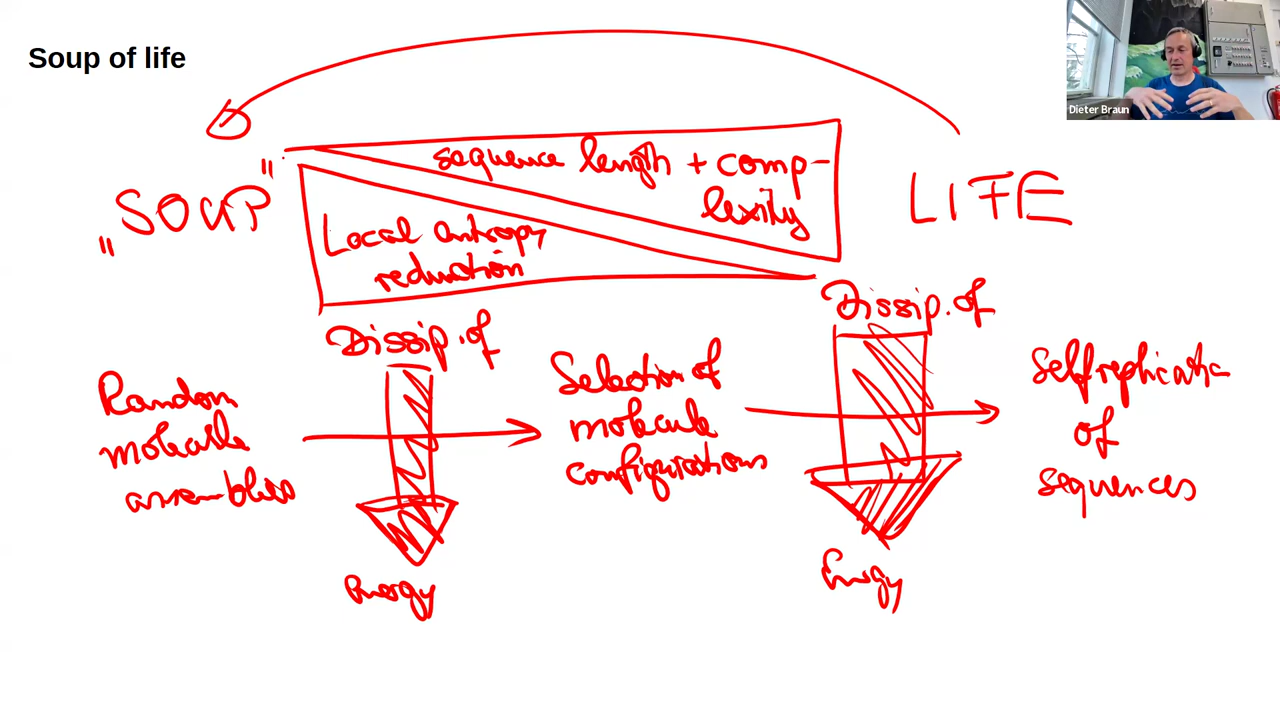 Soup of life
Dieter Braun
„SOUP"
sequence length + comp-
lexity
LIFE
Local entropy
reduction
Dissip. of
Energy
Dissip. of
Energy
Random
molecule
assemblies
Selection of
molecule
configurations
Selfreplicatio
of
sequences